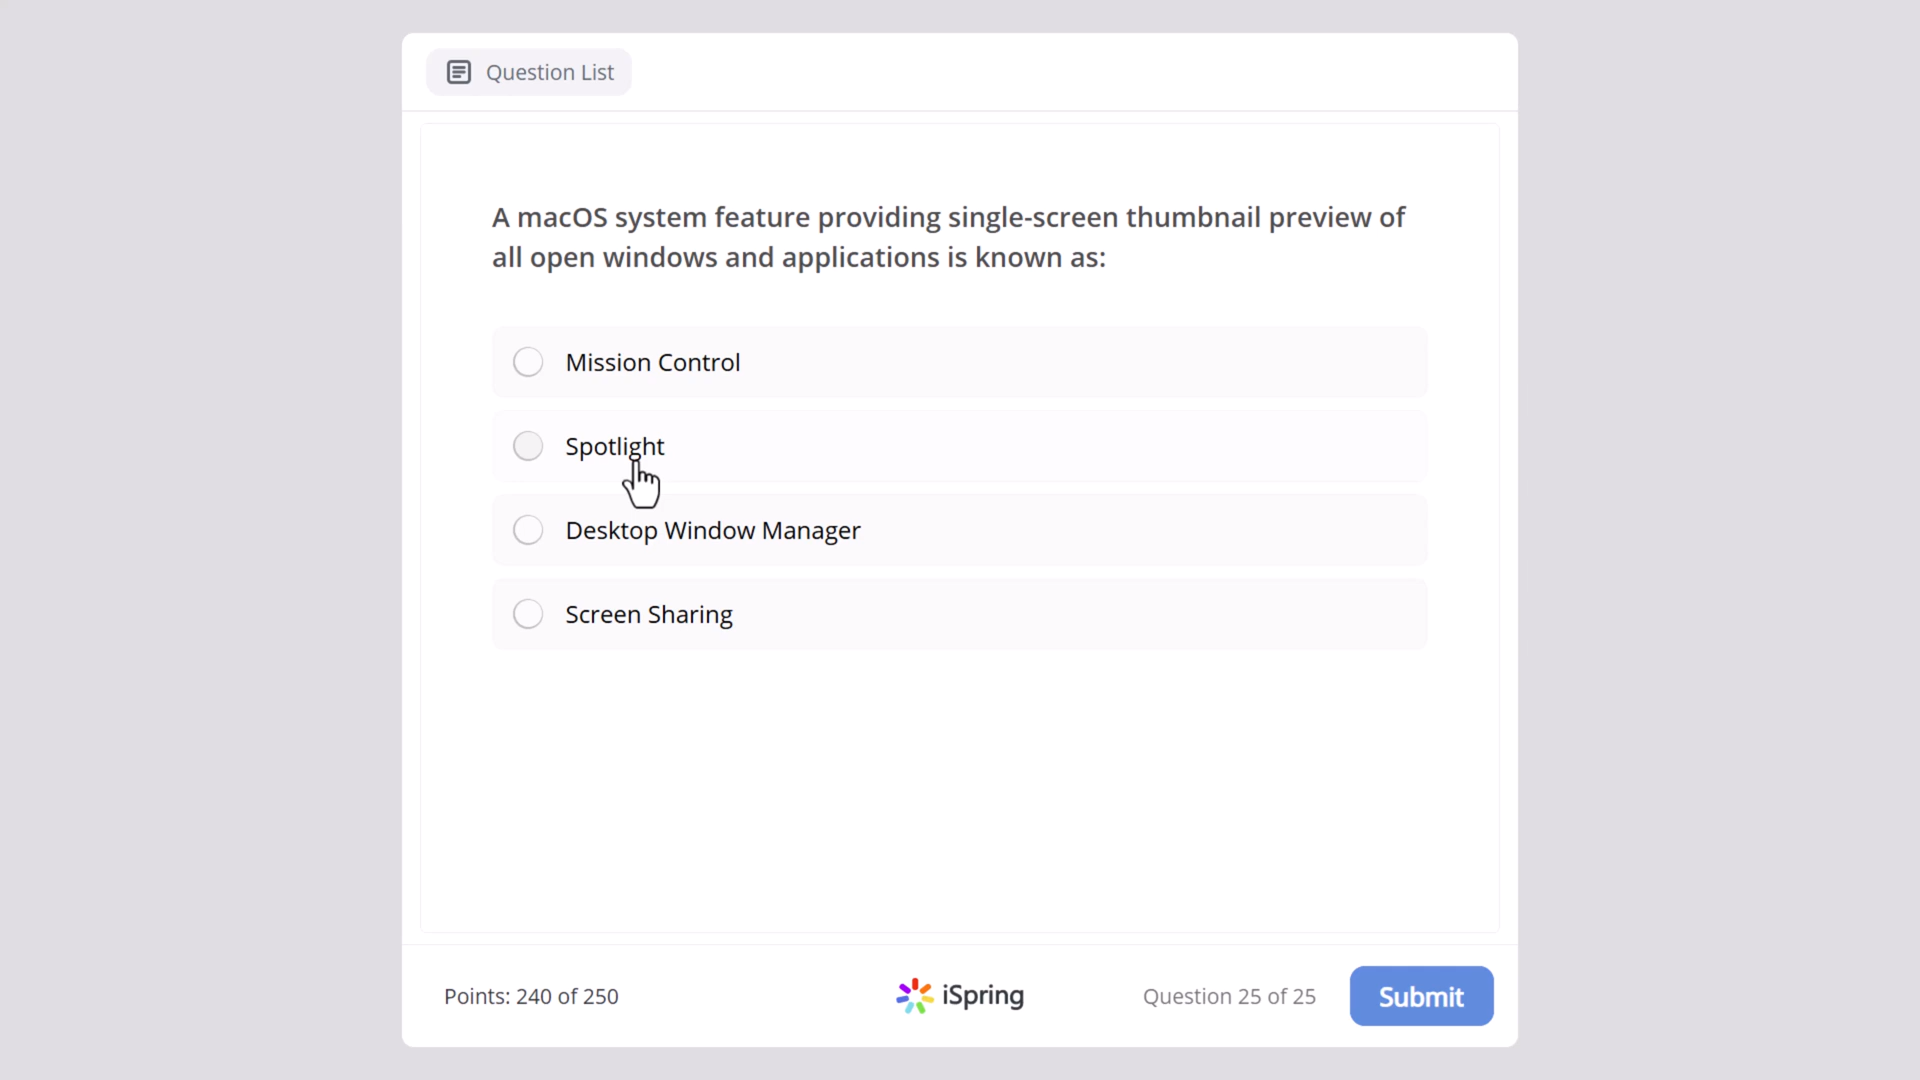 Question List
A macOS system feature providing single-screen thumbnail preview of
all open windows and applications is known as:
Mission Control
Spotlight
Desktop Window Manager
Screen Sharing
Points: 240 of 250
iSpring
Question 25 of 25
Submit